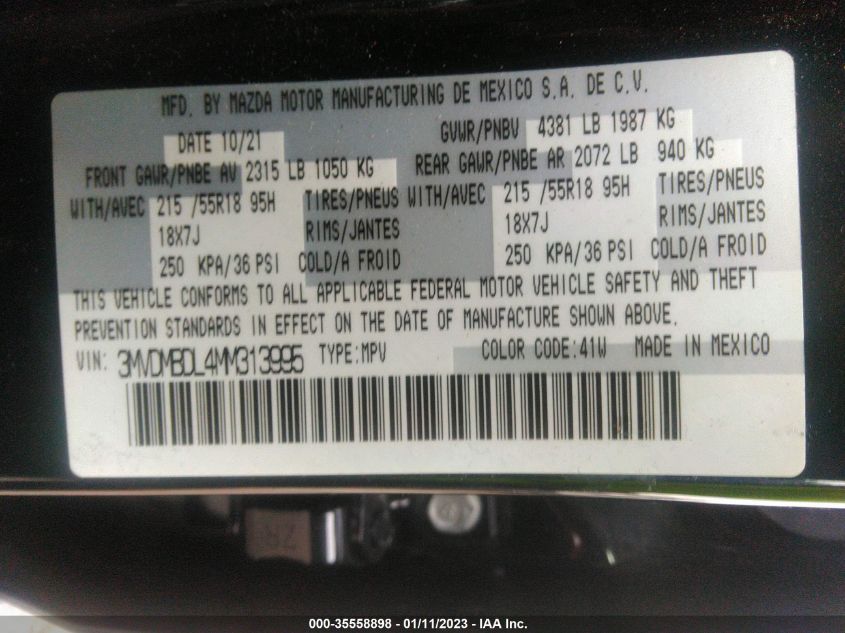 MFD. BY MAZDA MOTOR MANUFACTURING DE MEXICO S.A. DE C.V.
DATE 10/21 GVWR/PNBV 4381 LB 1987 KG
FRONT GAWR/PNBE AV 2315 LB 1050 KG REAR GAWR/PNBE AR 2072 LB 940 KG
WITH/AVEC 215 /55R18 95H TIRES/PNEUS WITH/AVEC 215 /55R18 95H TIRES/PNEUS
18X7J RIMS/JANTES 18X7J RIMS/JANTES
250 KPA/36 PSI COLD/A FROID 250 KPA/36 PSI COLD/A FROID
THIS VEHICLE CONFORMS TO ALL APPLICABLE FEDERAL MOTOR VEHICLE SAFETY AND THEFT
PREVENTION STANDARDS IN EFFECT ON THE DATE OF MANUFACTURE SHOWN ABOVE.
VIN: 3MVDMBDL4MM313995 TYPE:MPV COLOR CODE:41W MADE IN MEXICO
ZR
000-35558898 - 01/11/2023 - IAA Inc.